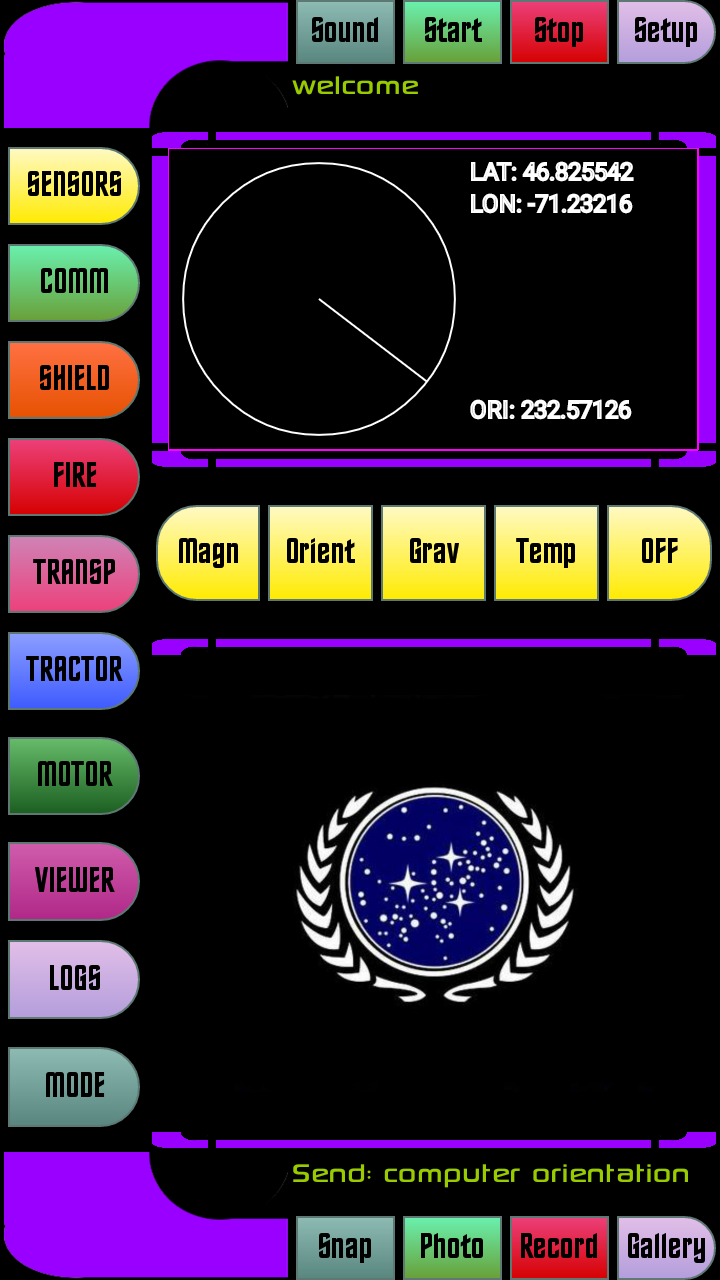 Sound Start Stop Setup
welcome
LAT: 46.825542
LON: -71.23216
ORI: 232.57126
SENSORS
COMM
SHIELD
FIRE
TRANSP
TRACTOR
MOTOR
VIEWER
LOGS
MODE
Magn Orient Grav Temp OFF
Send: computer orientation
Snap Photo Record Gallery